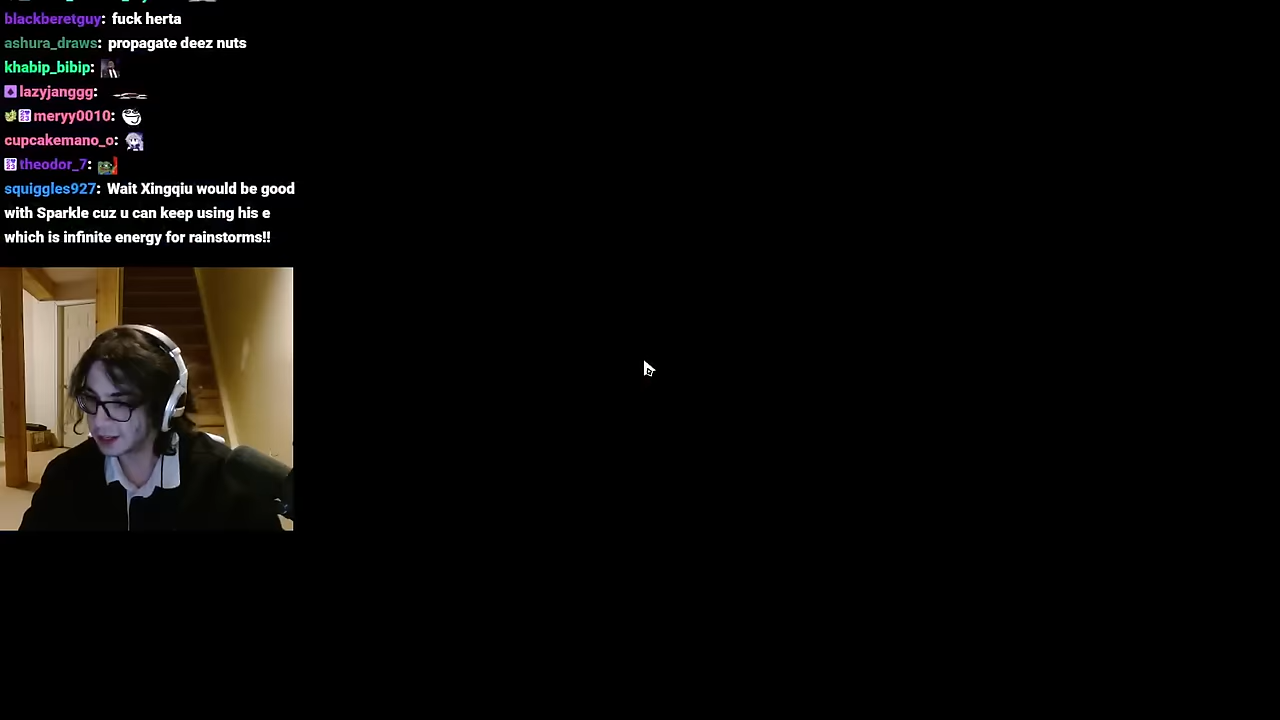 blackberetguy: fuck herta
ashura_draws: propagate deez nuts
khabip_bibip:
lazyjanggg:
meryy0010:
cupcakemano_o:
theodor_7:
squiggles927: Wait Xingqiu would be good
with Sparkle cuz u can keep using his e
which is infinite energy for rainstorms!!